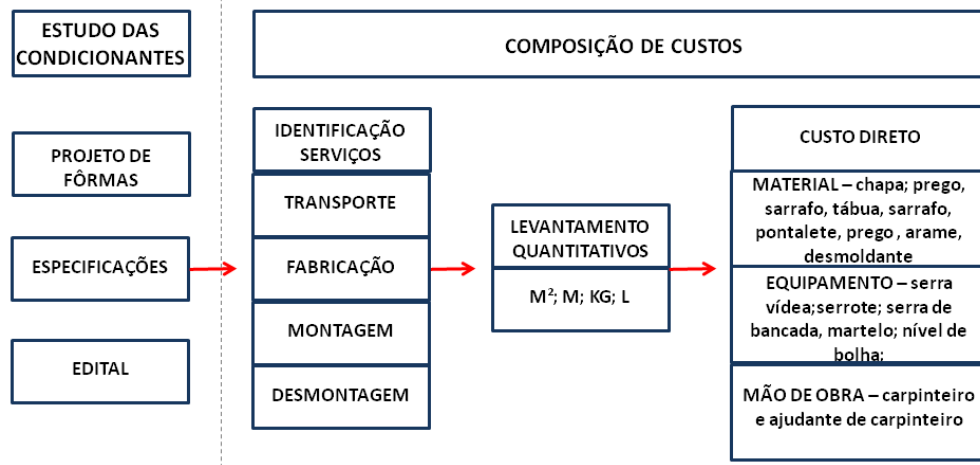 ESTUDO DAS
CONDICIONANTES
PROJETO DE
FÔRMAS
ESPECIFICAÇÕES
EDITAL
COMPOSIÇÃO DE CUSTOS
IDENTIFICAÇÃO
SERVIÇOS
TRANSPORTE
FABRICAÇÃO
MONTAGEM
DESMONTAGEM
LEVANTAMENTO
QUANTITATIVOS
M²; M; KG; L
CUSTO DIRETO
MATERIAL – chapa; prego,
sarrafo, tábua, sarrafo,
pontalete, prego , arame,
desmoldante
EQUIPAMENTO – serra
vídea;serrote; serra de
bancada, martelo; nível de
bolha;
MÃO DE OBRA – carpinteiro
e ajudante de carpinteiro